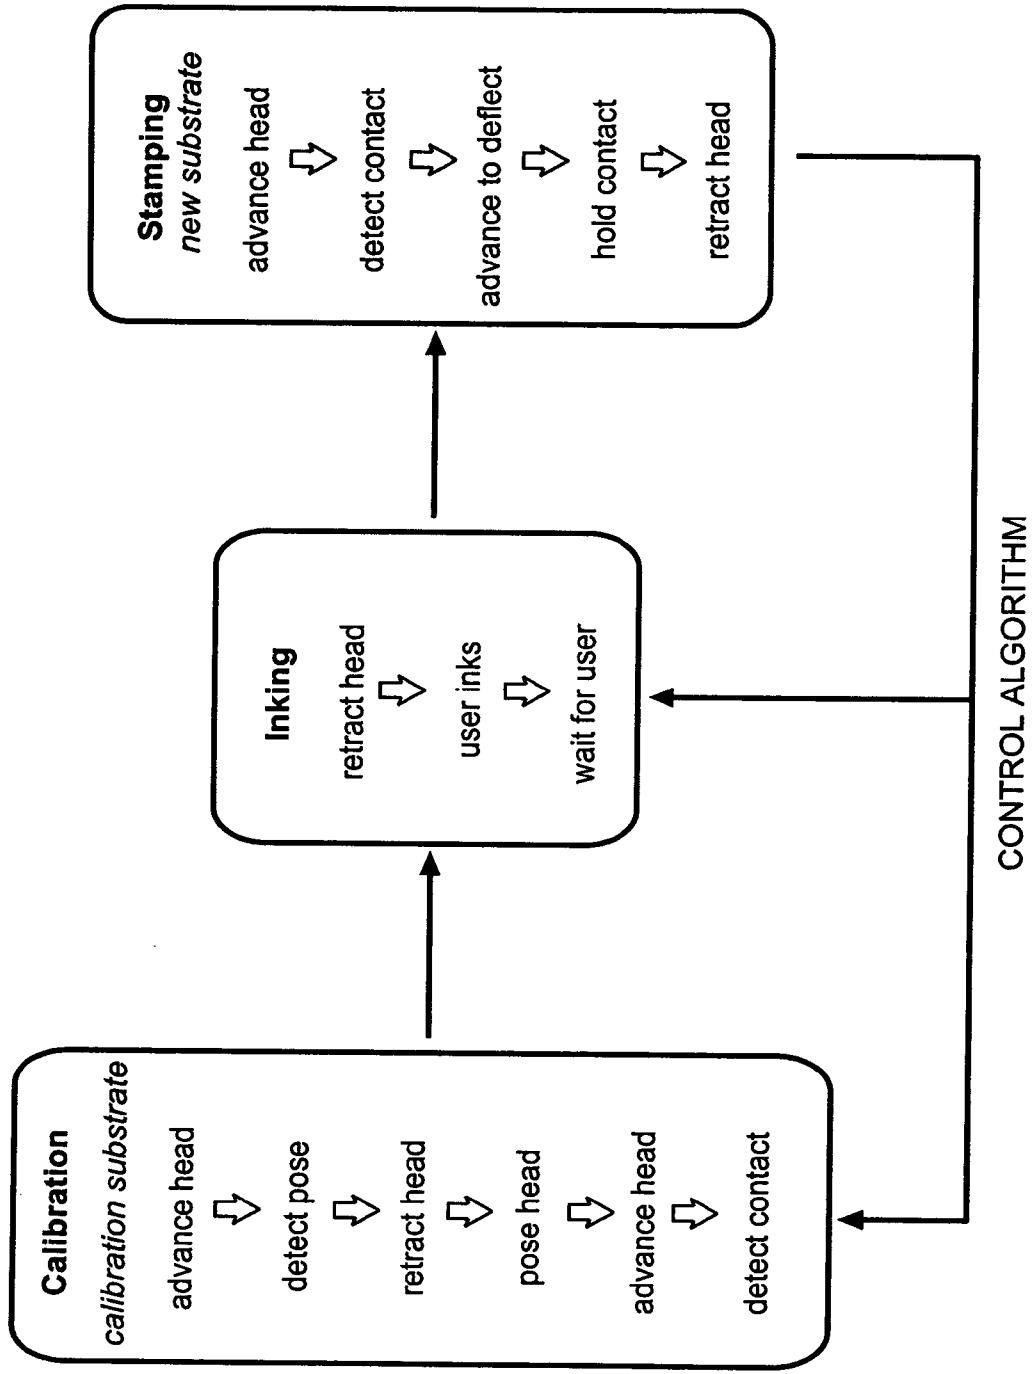 Calibration
calibration substrate
advance head
detect pose
retract head
pose head
advance head
detect contact
Inking
retract head
user inks
wait for user
Stamping
new substrate
advance head
detect contact
advance to deflect
hold contact
retract head
CONTROL ALGORITHM